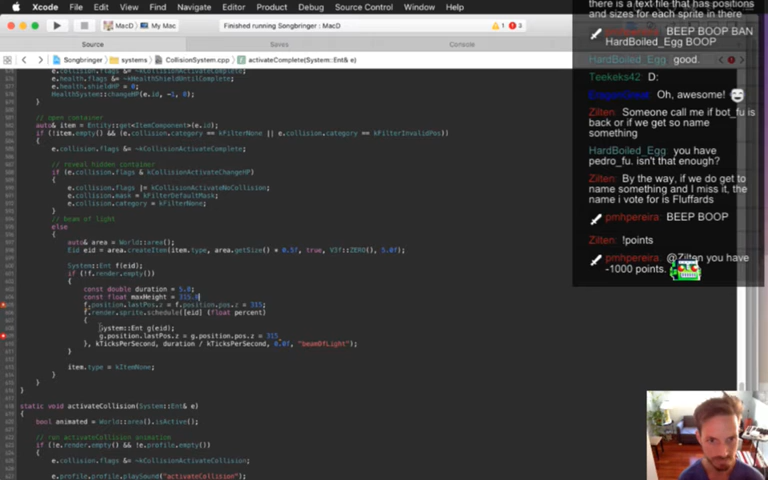 Xcode File Edit View Find Navigate Editor Product Debug Source Control Window Help
MacD My Mac
Finished running Songbringer : MacD
1 3
Source Saves Console
Songbringer systems CollisionSystem.cpp activateComplete(System::Ent& e)
e.health.flags &= ~kHealthShieldUntilComplete;
e.health.shieldHP = 0;
HealthSystem::changeHP(e.id, -1, 0);
}
// open container
auto& item = Entity::get<ItemComponent>(e.id);
if (!item.empty() && (e.collision.category == kFilterNone || e.collision.category == kFilterInvalidPos))
{
e.collision.flags &= ~kCollisionActivateComplete;
// reveal hidden container
if (e.collision.flags & kCollisionActivateChangeHP)
{
e.collision.flags |= kCollisionActivateNoCollision;
e.collision.mask = kFilterDefaultMask;
e.collision.category = kFilterNone;
}
// beam of light
else
{
auto& area = World::area();
Eid eid = area.createItem(item.type, area.getSize() * 0.5f, true, V3f::ZERO(), 5.0f);
System::Ent f(eid);
if (!f.render.empty())
{
const double duration = 5.0;
const float maxHeight = 315.0
f.position.lastPos.z = f.position.pos.z = 315;
f.render.sprite.schedule([eid] (float percent)
{
System::Ent g(eid);
g.position.lastPos.z = g.position.pos.z = 315
}, kTicksPerSecond, duration / kTicksPerSecond, 0.0f, "beamOfLight");
}
item.type = kItemNone;
}
}
}
static void activateCollision(System::Ent& e)
{
bool animated = World::area().isActive();
// run activateCollision animation
if (!e.render.empty() && !e.profile.empty())
{
e.collision.flags &= ~kCollisionActivateCollision;
e.profile.profile.playSound("activateCollision");
there is a text file that has positions
and sizes for each sprite in there
pmhpereira: BEEP BOOP BAN
HardBoiled_Egg BOOP
HardBoiled_Egg: good.
Teekeks42: D:
Oh, awesome!
Zilten: Someone call me if bot_fu is
back or if we get so name
something
HardBoiled_Egg: you have
pedro_fu. isn't that enough?
Zilten: By the way, if we do get to
name something and I miss it, the
name i vote for is Fluffards
pmhpereira: BEEP BOOP
Zilten: !points
pmhpereira: @Zilten you have
-1000 points.